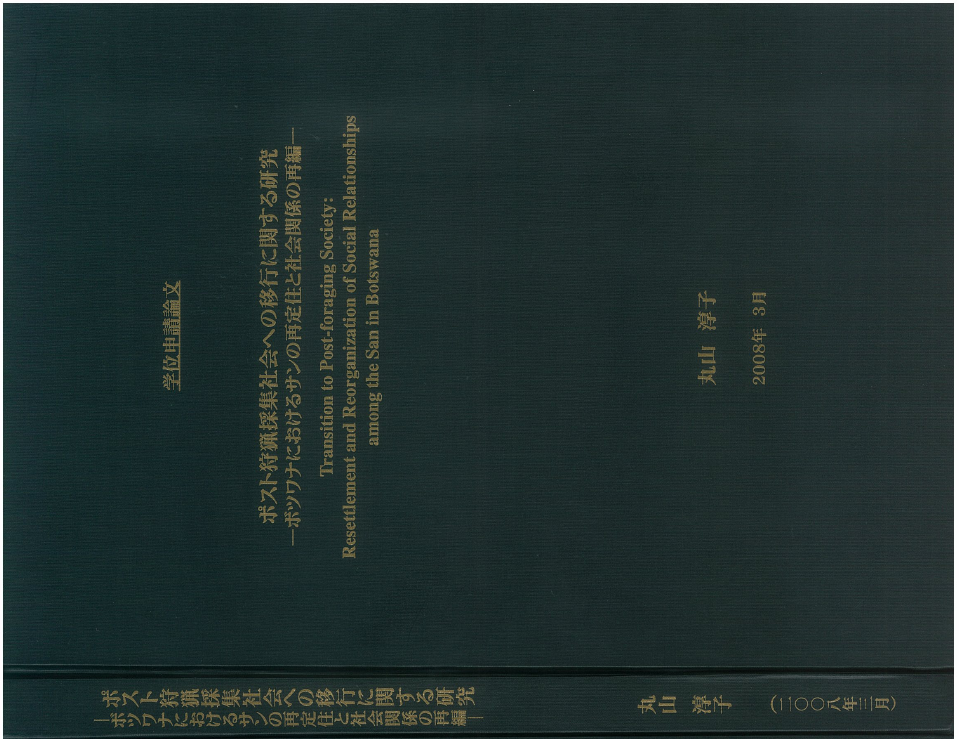 学位申請論文
ポスト狩猟採集社会への移行に関する研究
―ボツワナにおけるサンの再定住と社会関係の再編―
Transition to Post-foraging Society:
Resettlement and Reorganization of Social Relationships
among the San in Botswana
丸山 淳子
2008年 3月
ポスト狩猟採集社会への移行に関する研究
―ボツワナにおけるサンの再定住と社会関係の再編―
丸山 淳子
(二〇〇八年三月)